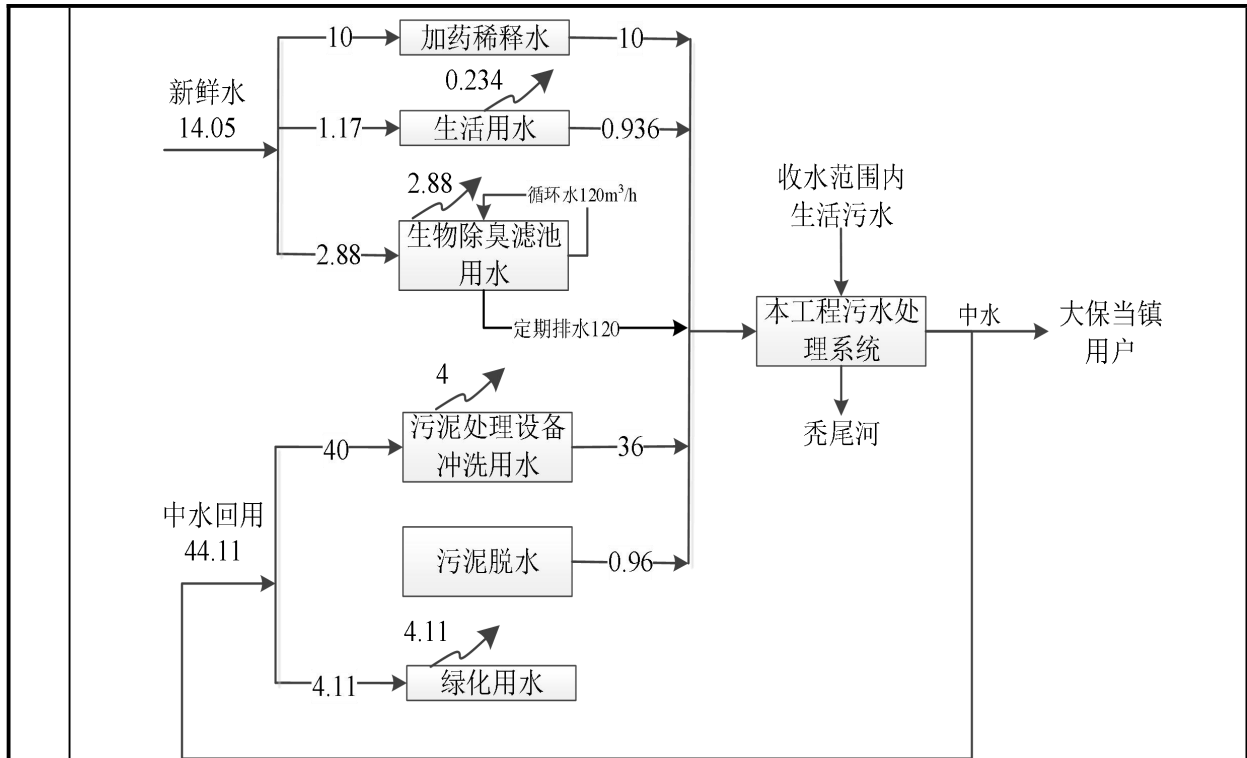 10
加药稀释水
10
新鲜水
14.05
0.234
1.17
生活用水
0.936
2.88
循环水120m³/h
2.88
生物除臭滤池
用水
定期排水120
收水范围内
生活污水
本工程污水处
理系统
中水
大保当镇
用户
秃尾河
4
40
污泥处理设备
冲洗用水
36
中水回用
44.11
污泥脱水
0.96
4.11
4.11
绿化用水